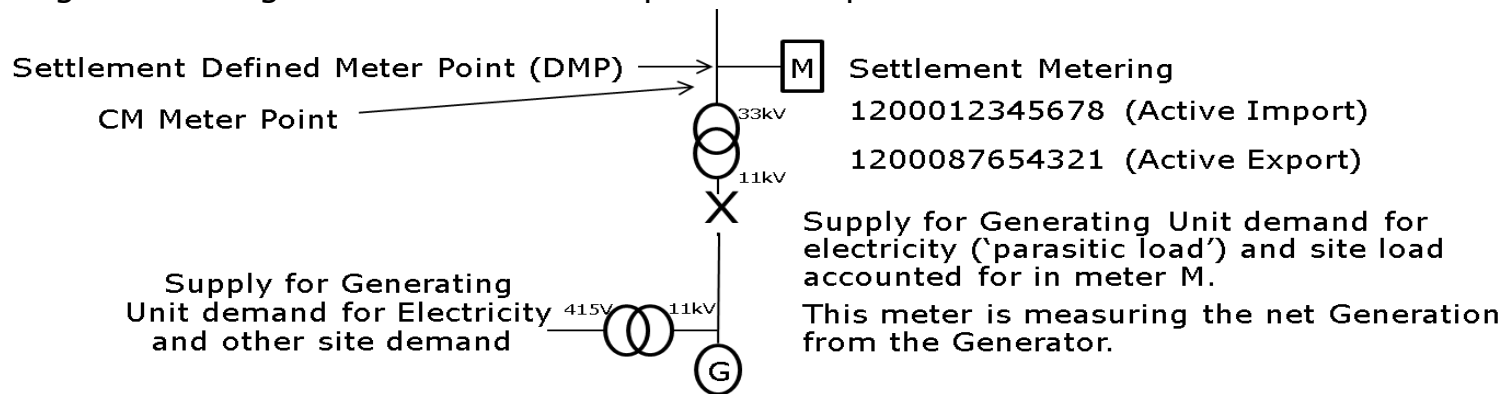 Settlement Defined Meter Point (DMP)
M
Settlement Metering
CM Meter Point
33kV
1200012345678 (Active Import)
1200087654321 (Active Export)
11kV
X
Supply for Generating Unit demand for
electricity (‘parasitic load’) and site load
accounted for in meter M.
This meter is measuring the net Generation
from the Generator.
Supply for Generating
Unit demand for Electricity
and other site demand
415V
11kV
G